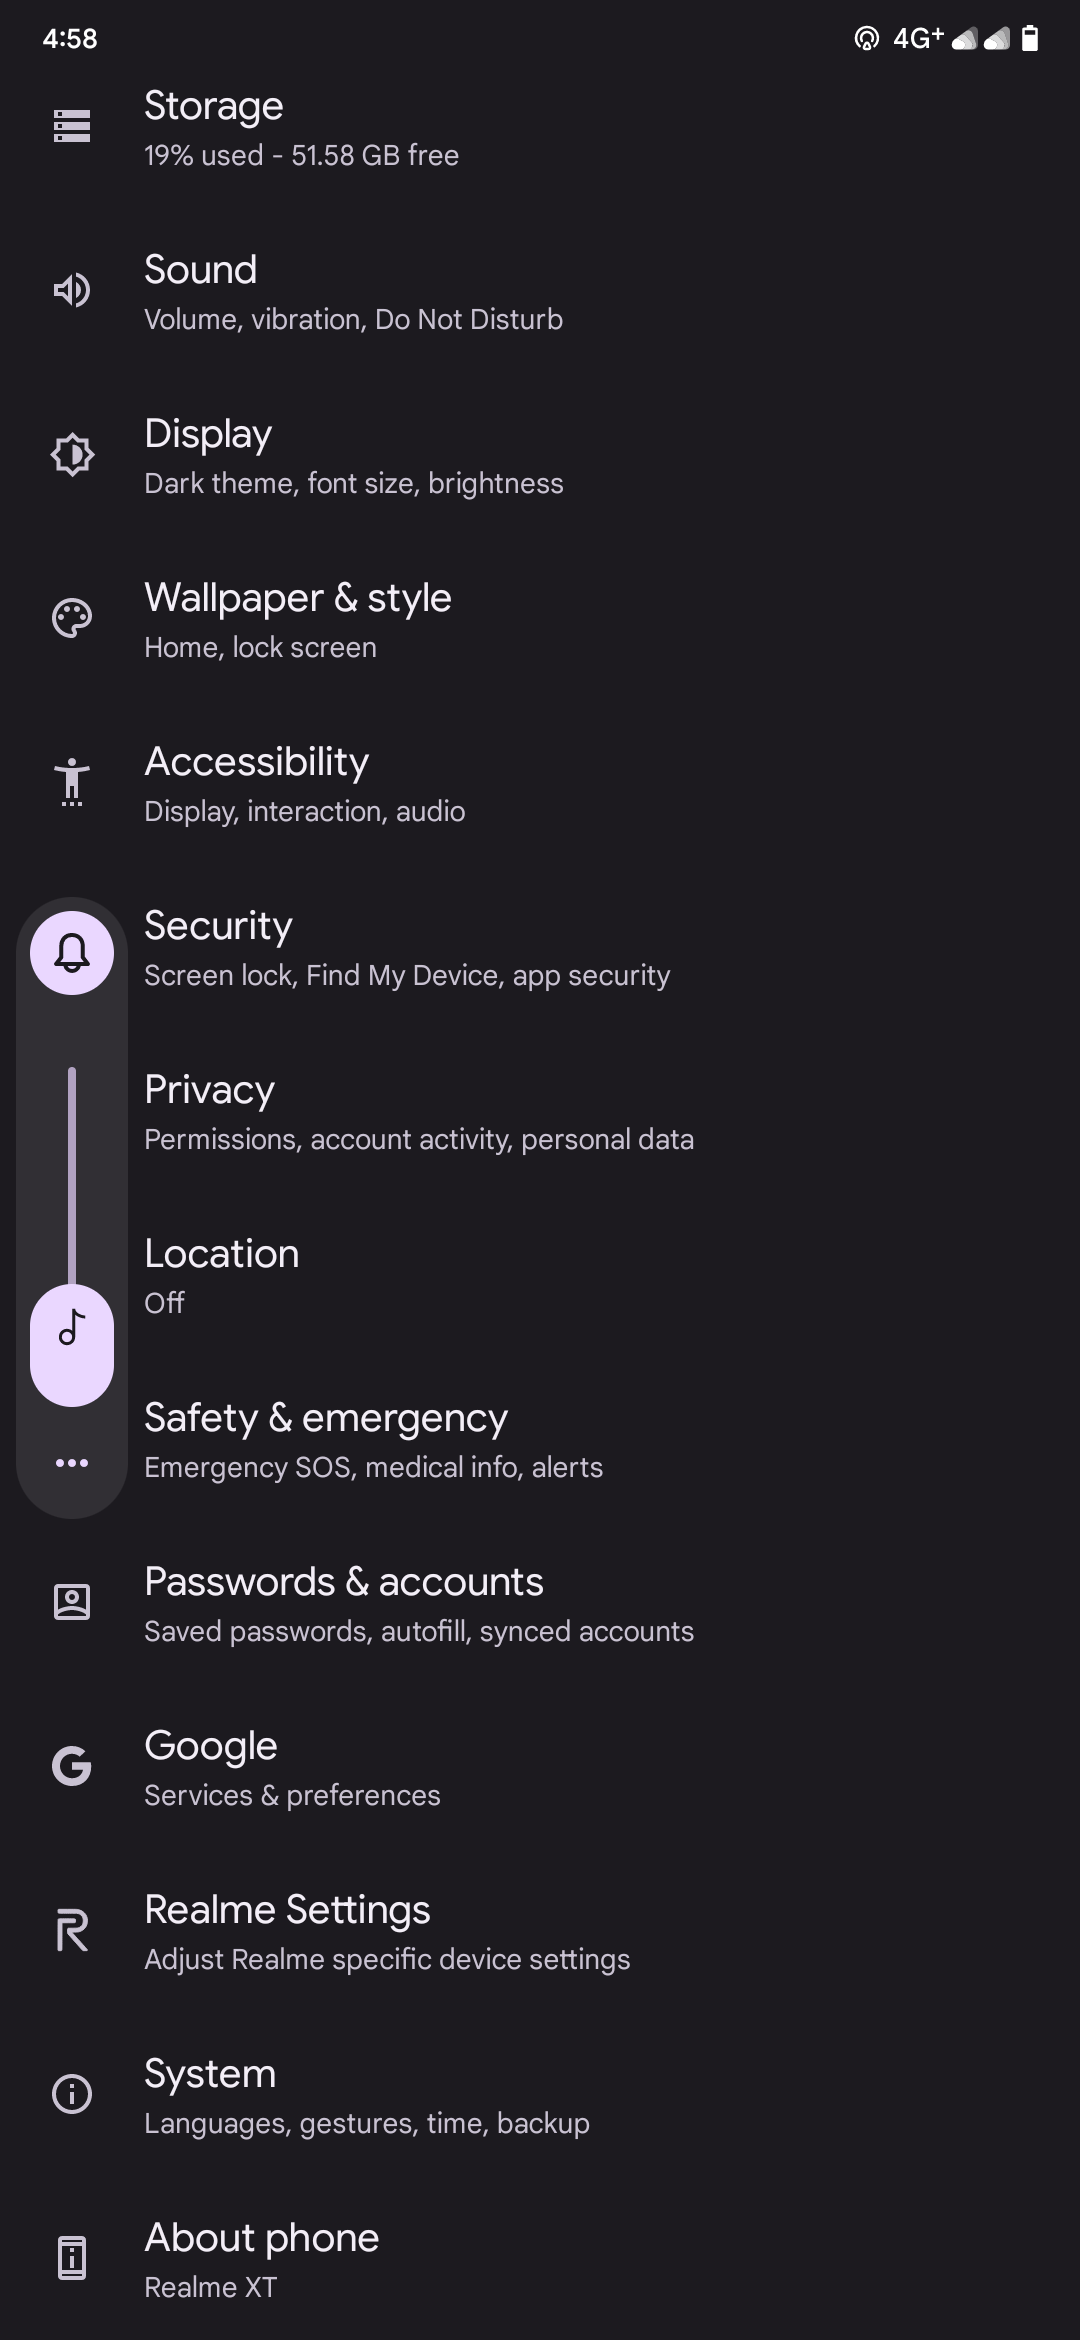 4:58
4G+
Storage
19% used - 51.58 GB free
Sound
Volume, vibration, Do Not Disturb
Display
Dark theme, font size, brightness
Wallpaper & style
Home, lock screen
Accessibility
Display, interaction, audio
Security
Screen lock, Find My Device, app security
Privacy
Permissions, account activity, personal data
Location
Off
Safety & emergency
Emergency SOS, medical info, alerts
Passwords & accounts
Saved passwords, autofill, synced accounts
Google
Services & preferences
Realme Settings
Adjust Realme specific device settings
System
Languages, gestures, time, backup
About phone
Realme XT